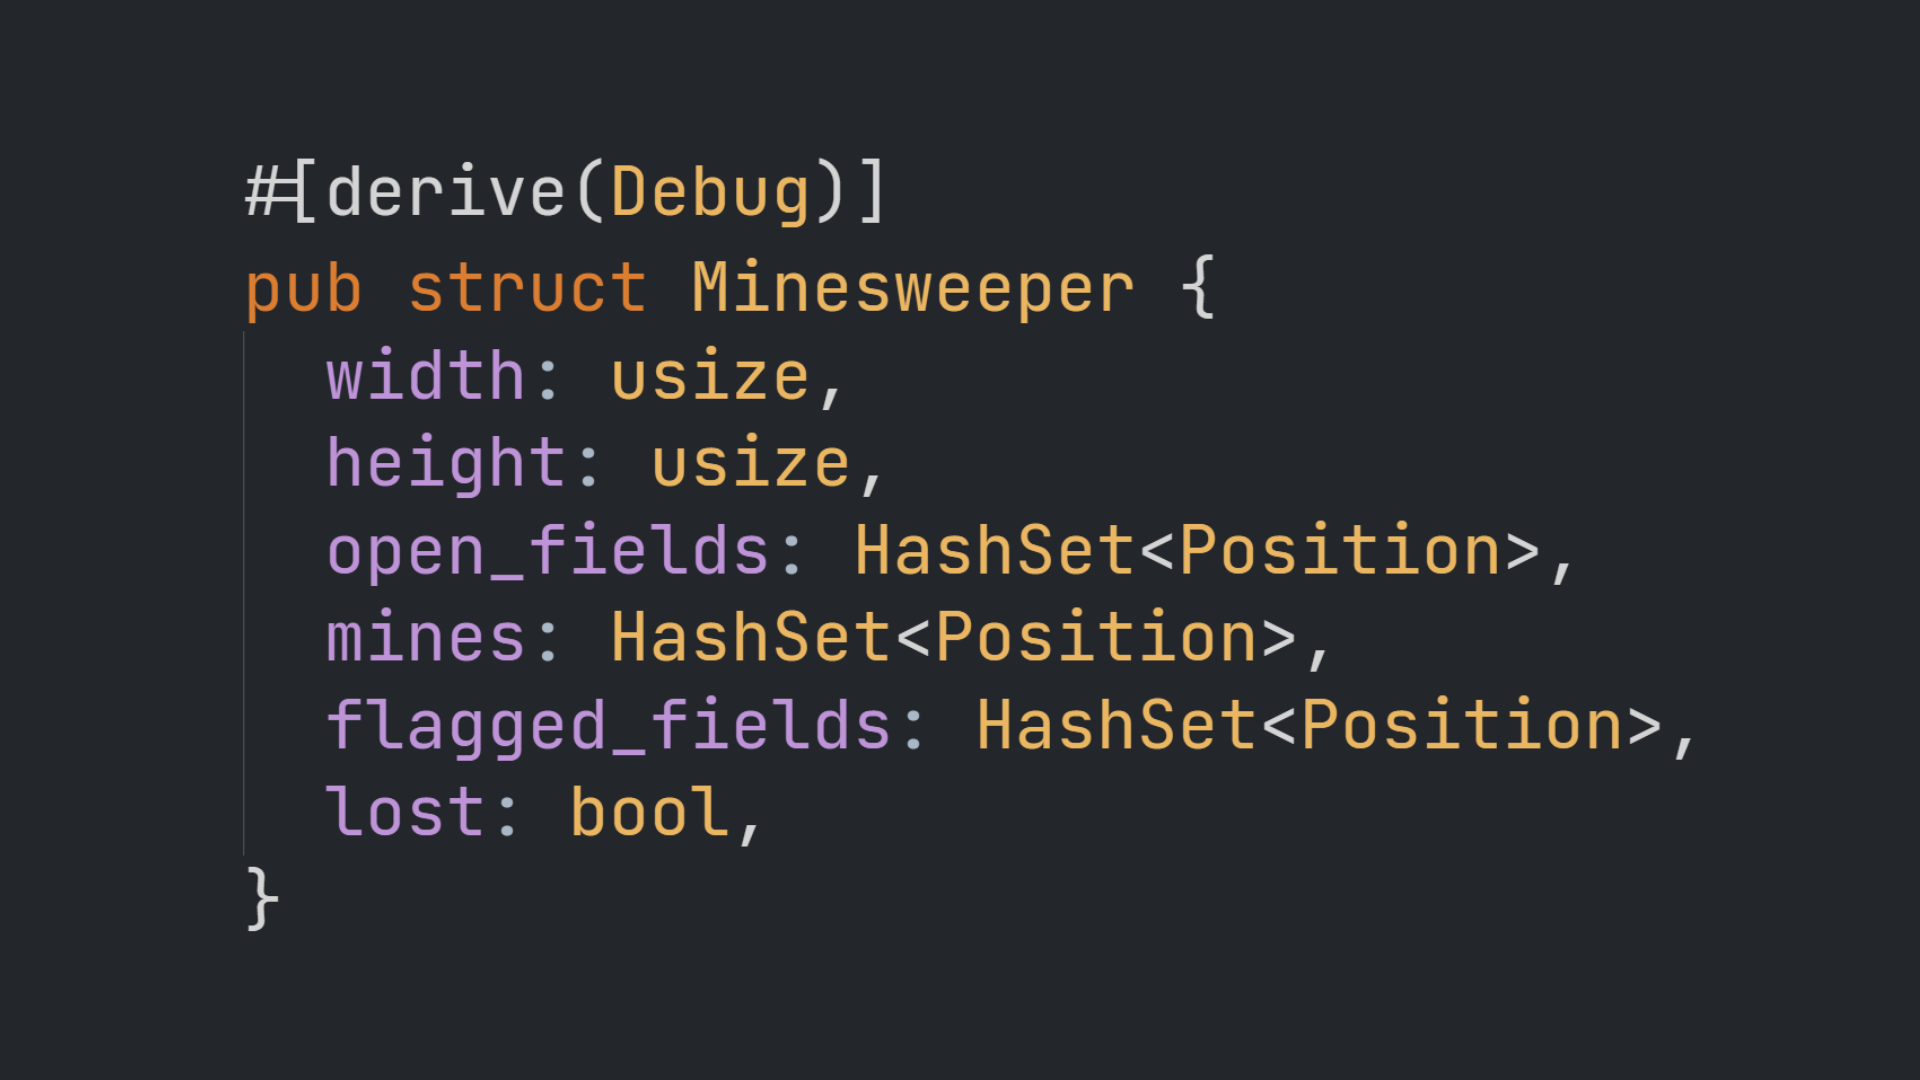 #[derive(Debug)]
pub struct Minesweeper {
  width: usize,
  height: usize,
  open_fields: HashSet<Position>,
  mines: HashSet<Position>,
  flagged_fields: HashSet<Position>,
  lost: bool,
}